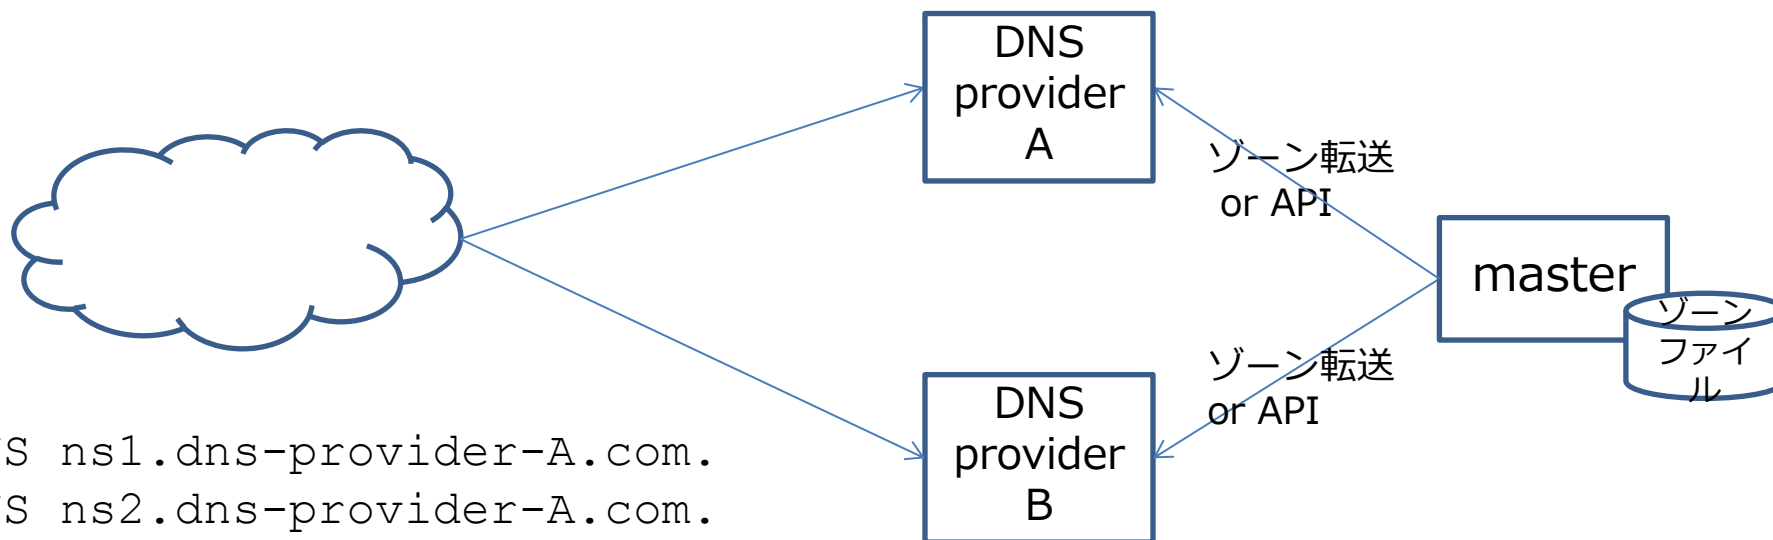 DNS
provider
A
ゾーン転送
or API
master
ゾーン
ファイ
ル
ゾーン転送
or API
DNS
provider
B
S ns1.dns-provider-A.com.
S ns2.dns-provider-A.com.